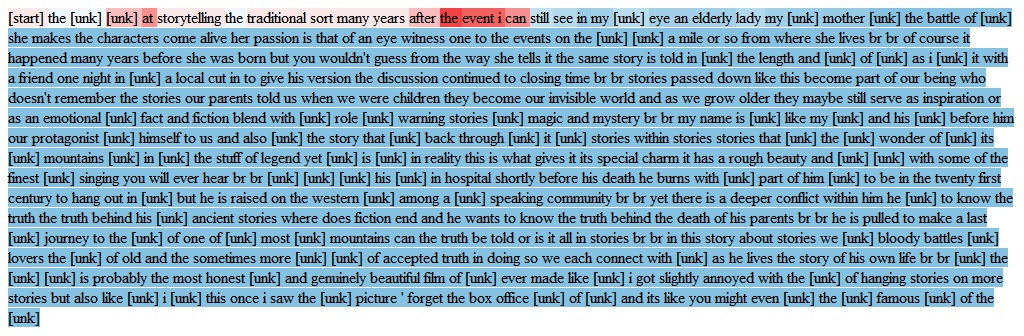 [start] the [unk] [unk] at storytelling the traditional sort many years after the event i can still see in my [unk] eye an elderly lady my [unk] mother [unk] the battle of [unk]
she makes the characters come alive her passion is that of an eye witness one to the events on the [unk] [unk] a mile or so from where she lives br br of course it
happened many years before she was born but you wouldn't guess from the way she tells it the same story is told in [unk] the length and [unk] of [unk] as i [unk] it with
a friend one night in [unk] a local cut in to give his version the discussion continued to closing time br br stories passed down like this become part of our being who
doesn't remember the stories our parents told us when we were children they become our invisible world and as we grow older they maybe still serve as inspiration or
as an emotional [unk] fact and fiction blend with [unk] role [unk] warning stories [unk] magic and mystery br br my name is [unk] like my [unk] and his [unk] before him
our protagonist [unk] himself to us and also [unk] the story that [unk] back through [unk] it [unk] stories within stories stories that [unk] the [unk] wonder of [unk] its
[unk] mountains [unk] in [unk] the stuff of legend yet [unk] is [unk] in reality this is what gives it its special charm it has a rough beauty and [unk] [unk] with some of the
finest [unk] singing you will ever hear br br [unk] [unk] [unk] his [unk] in hospital shortly before his death he burns with [unk] part of him [unk] to be in the twenty first
century to hang out in [unk] but he is raised on the western [unk] among a [unk] speaking community br br yet there is a deeper conflict within him he [unk] to know the
truth the truth behind his [unk] ancient stories where does fiction end and he wants to know the truth behind the death of his parents br br he is pulled to make a last
[unk] journey to the [unk] of one of [unk] most [unk] mountains can the truth be told or is it all in stories br br in this story about stories we [unk] bloody battles [unk]
lovers the [unk] of old and the sometimes more [unk] [unk] of accepted truth in doing so we each connect with [unk] as he lives the story of his own life br br [unk] the
[unk] [unk] is probably the most honest [unk] and genuinely beautiful film of [unk] ever made like [unk] i got slightly annoyed with the [unk] of hanging stories on more
stories but also like [unk] i [unk] this once i saw the [unk] picture ' forget the box office [unk] of [unk] and its like you might even [unk] the [unk] famous [unk] of the
[unk]